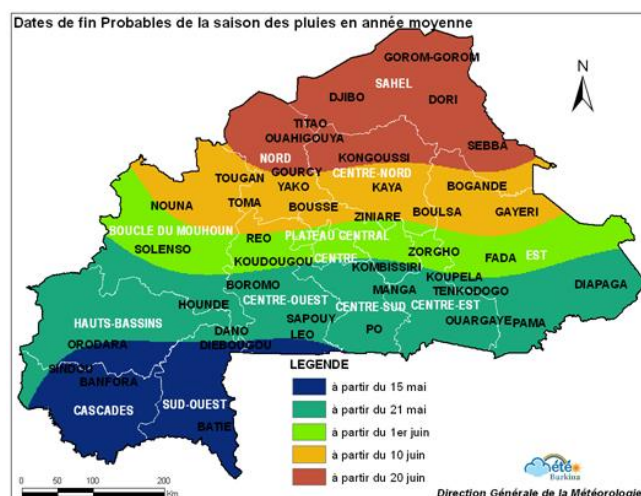 Dates de fin Probables de la saison des pluies en année moyenne
GOROM-GOROM
N
SAHEL
DJIBO
DORI
TITAO
OUAHIGOUYA
SEBBA
NORD
KONGOUSSI
GOURCY
CENTRE-NORD
TOUGAN
YAKO
KAYA
BOGANDE
NOUNA
TOMA
BOUSSE
ZINIARE
BOULSA
GAYERI
BOUCLE DU MOUHOUN
REO
PLATEAU CENTRAL
SOLENSO
ZORGHO
EST
KOUDOUGOU
CENTRE
FADA
KOMBISSIRI
BOROMO
KOUPELA
MANGA
TENKODOGO
DIAPAGA
HOUNDE
CENTRE-OUEST
CENTRE-SUD
CENTRE-EST
HAUTS-BASSINS
SAPOUY
OUARGAYE
PAMA
DANO
LEO
PO
ORODARA
DIEBOUGOU
SINDOU
BANFORA
CASCADES
SUD-OUEST
BATIE
LEGENDE
à partir du 15 mai
à partir du 21 mai
à partir du 1er juin
à partir du 10 juin
à partir du 20 juin
0 50 100 200
Km
météo
Burkina
Direction Générale de la Météorologie